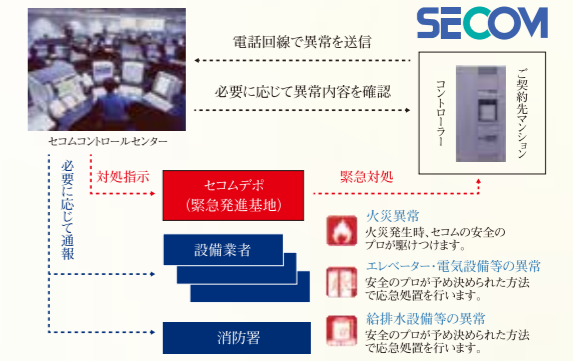 SECOM
電話回線で異常を送信
必要に応じて異常内容を確認
ご契約先マンション
コントローラー
セコムコントロールセンター
必要に応じて通報
対処指示
セコムデポ
(緊急発進基地)
緊急対処
設備業者
消防署
火災異常
火災発生時、セコムの安全の
プロが駆けつけます。
エレベーター・電気設備等の異常
安全のプロが予め決められた方法
で応急処置を行います。
給排水設備等の異常
安全のプロが予め決められた方法
で応急処置を行います。